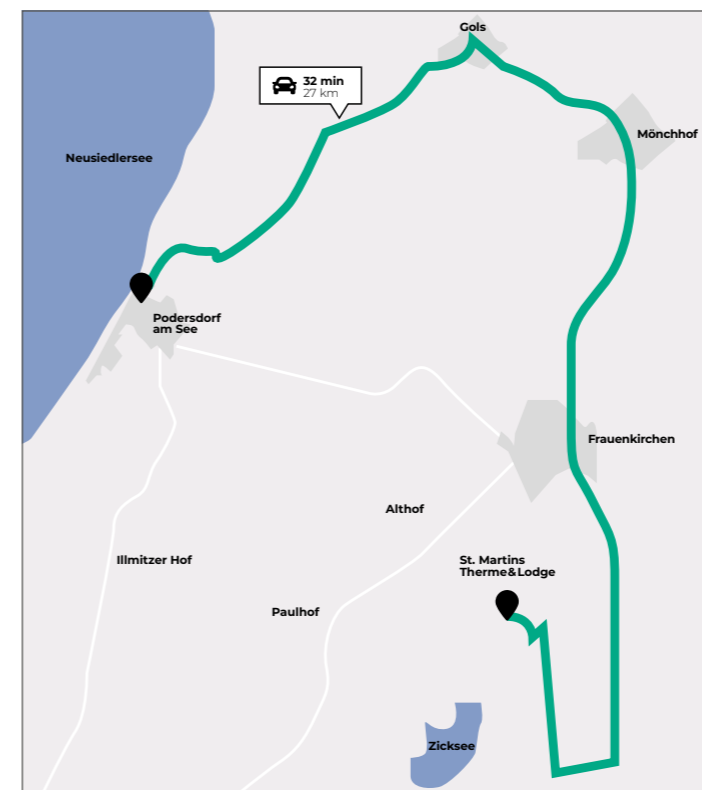 Gols
32 min
27 km
Mönchhof
Neusiedlersee
Podersdorf
am See
Frauenkirchen
Althof
Illmitzer Hof
St. Martins
Therme&Lodge
Paulhof
Zicksee